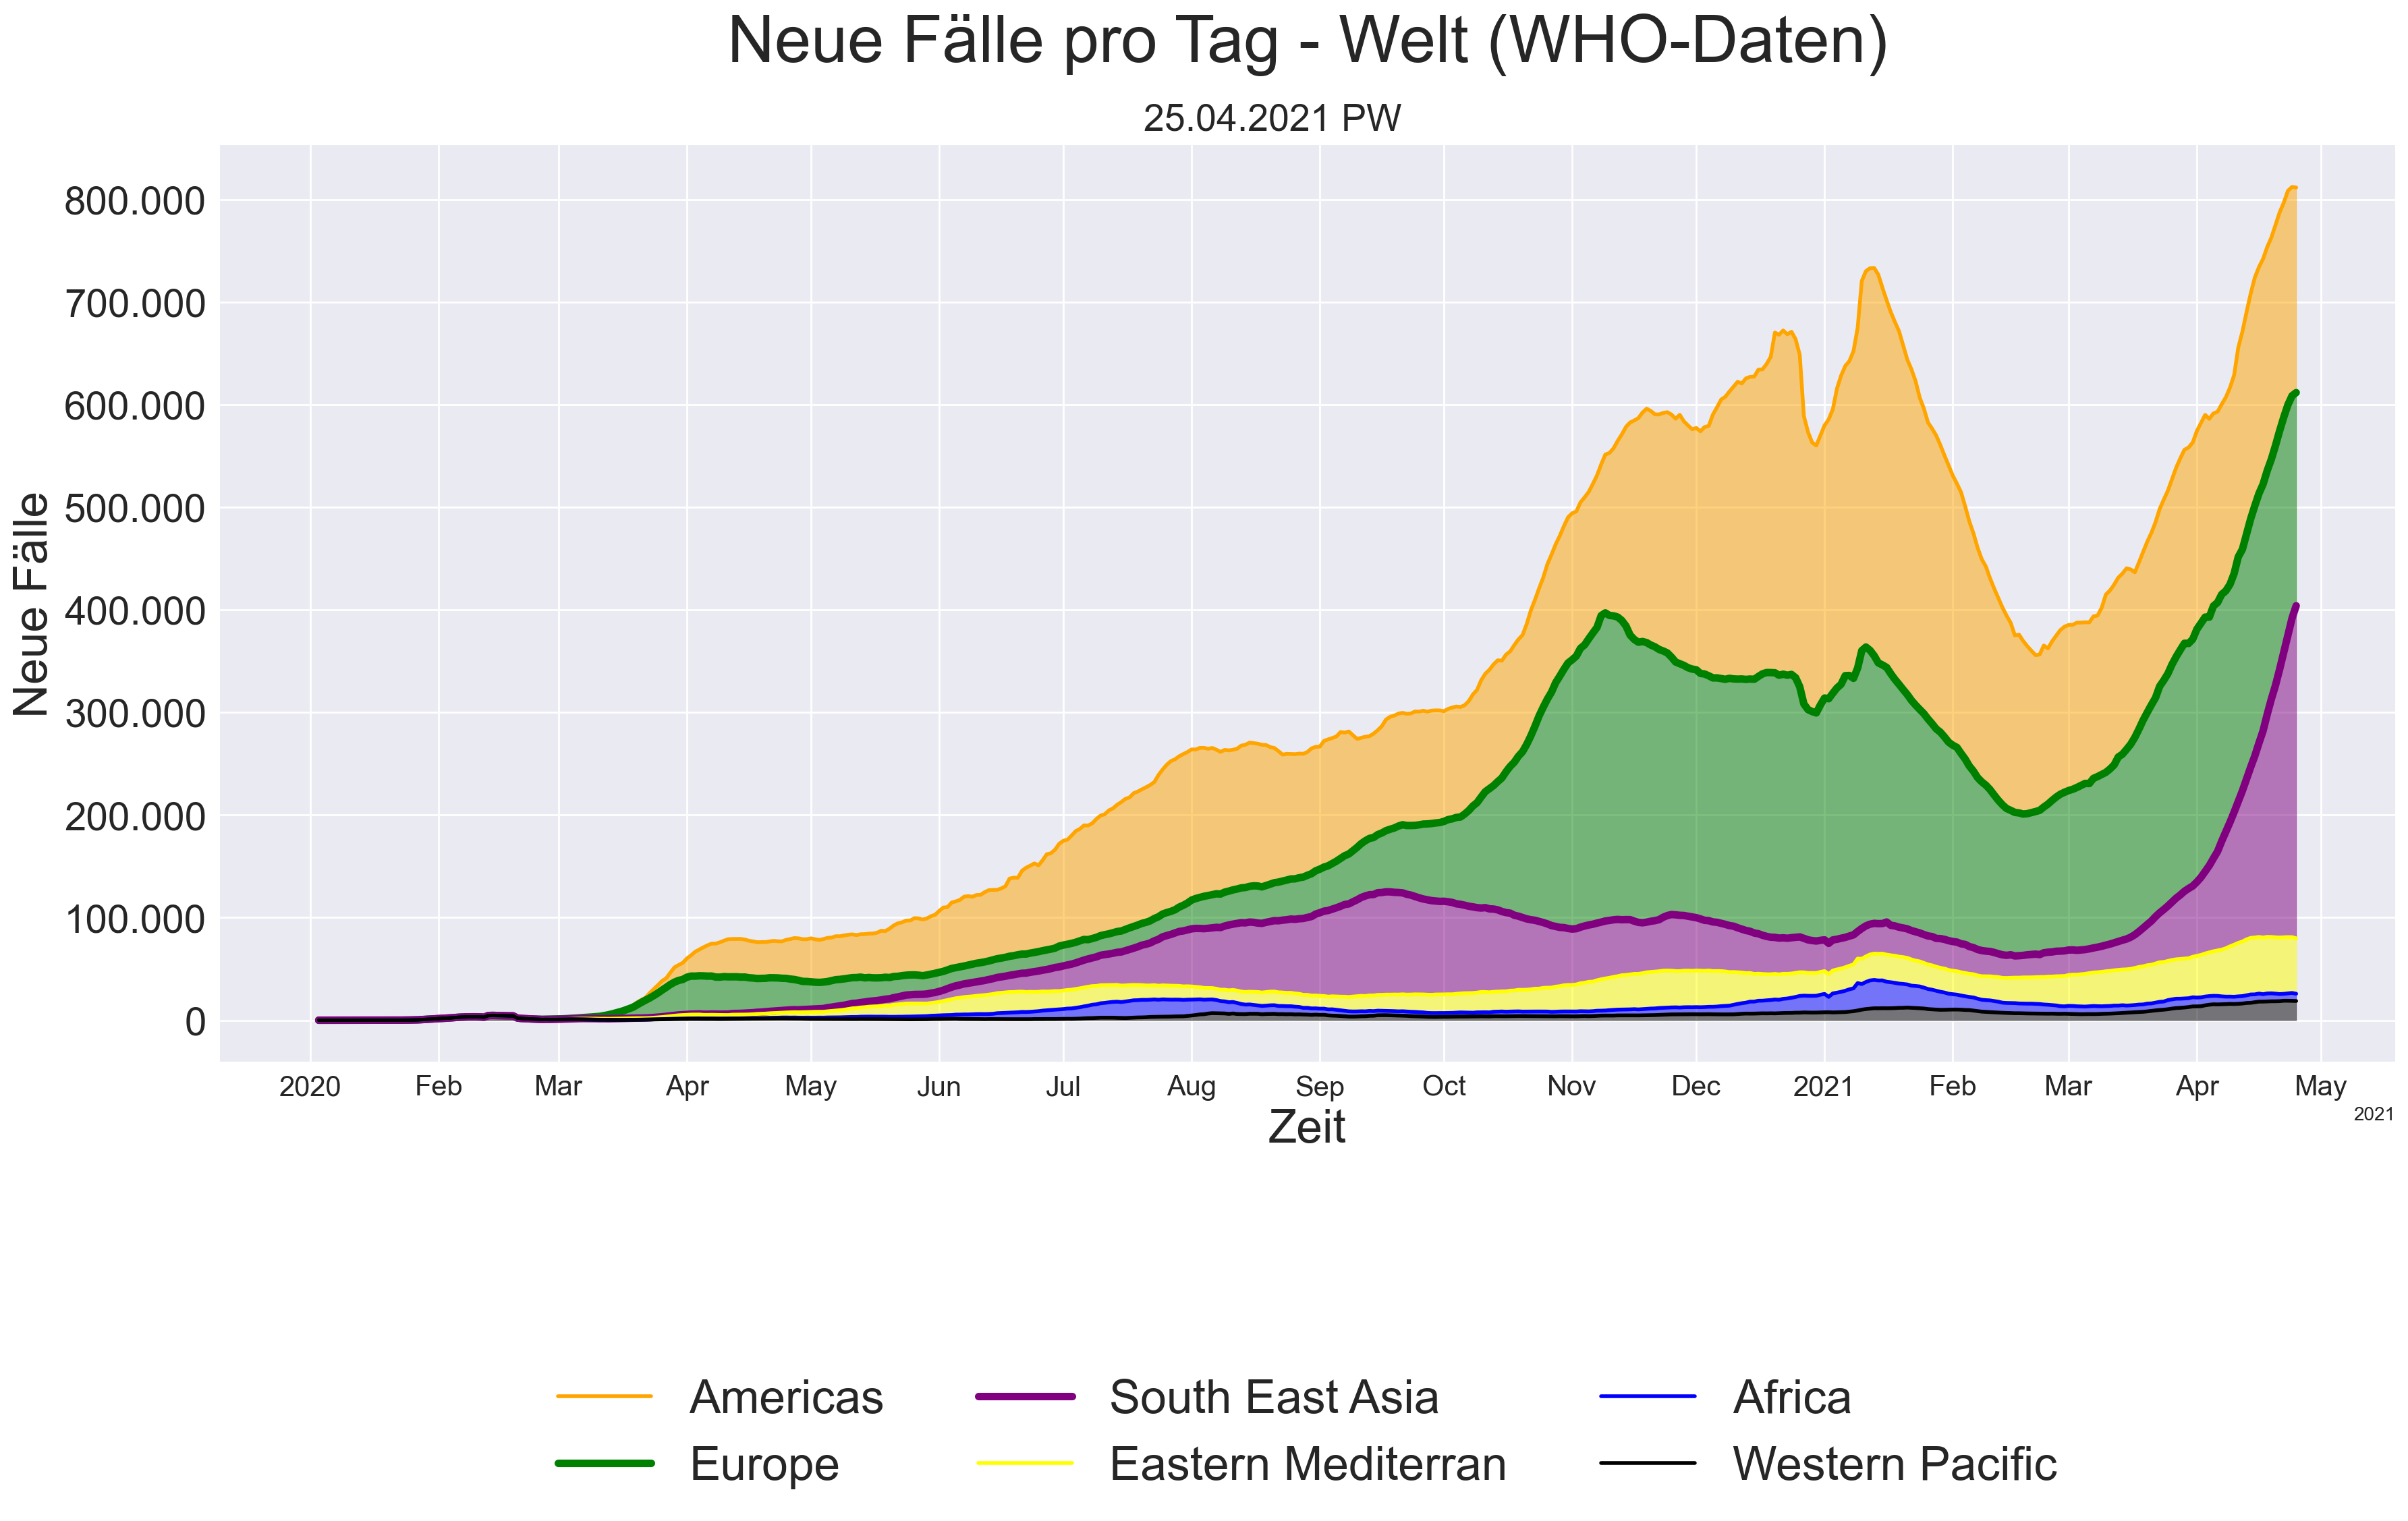 Neue Fälle pro Tag - Welt (WHO-Daten)
25.04.2021 PW
Neue Fälle
800.000
700.000
600.000
500.000
400.000
300.000
200.000
100.000
0
2020 Feb Mar Apr May Jun Jul Aug Sep Oct Nov Dec 2021 Feb Mar Apr May
2021
Zeit
Americas South East Asia Africa
Europe Eastern Mediterran Western Pacific